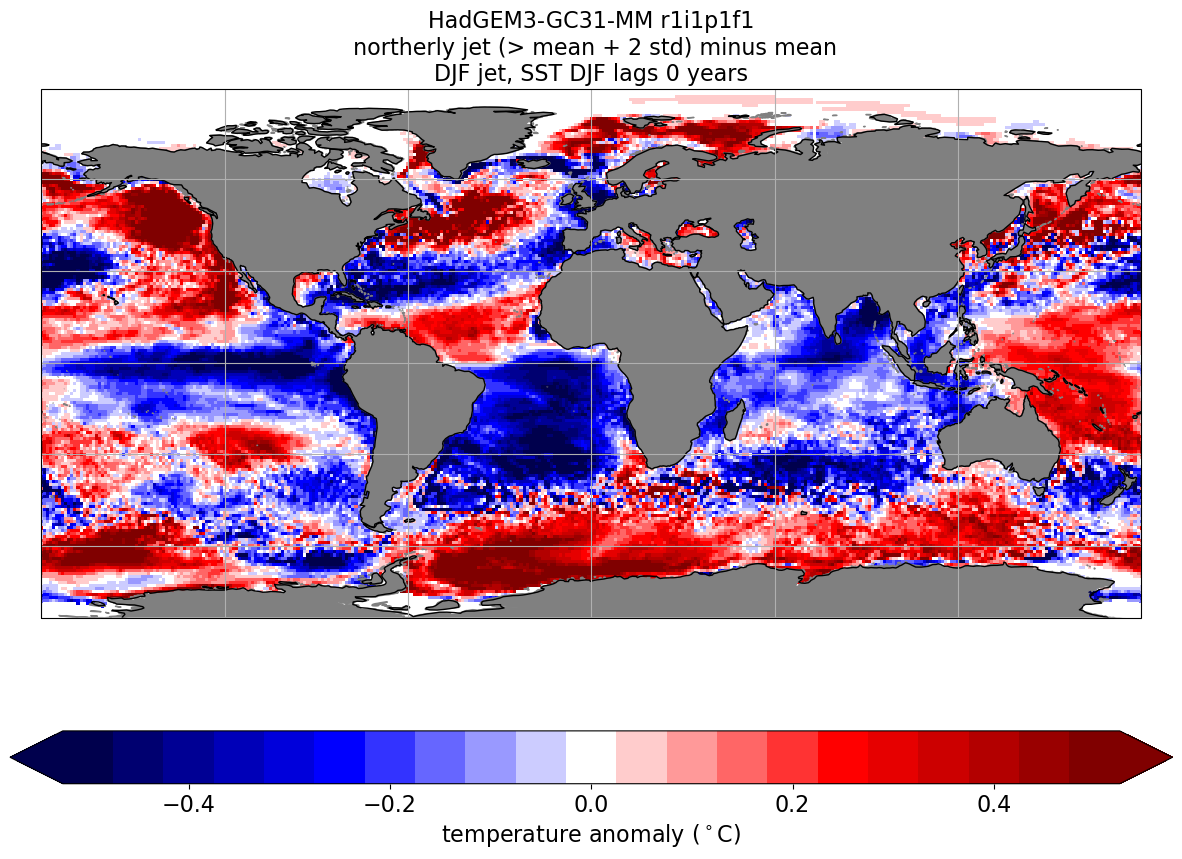 HadGEM3-GC31-MM r1i1p1f1
northerly jet (> mean + 2 std) minus mean
DJF jet, SST DJF lags 0 years
−0.4 −0.2 0.0 0.2 0.4
temperature anomaly (°C)